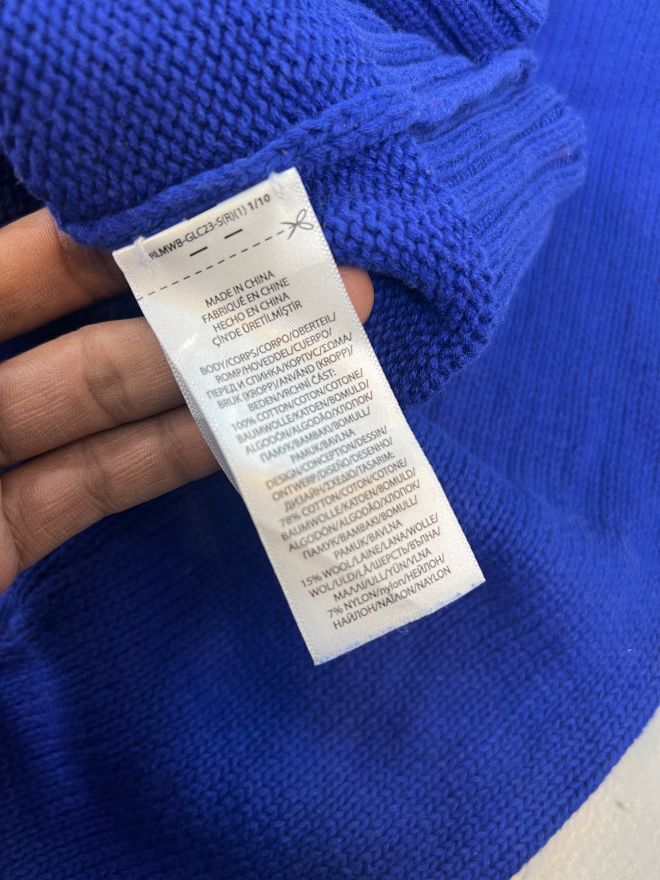 RLMWB-GLC23-S(R)(1) 1/10
MADE IN CHINA
FABRIQUÉ EN CHINE
HECHO EN CHINA
ÇİN'DE ÜRETİLMİŞTİR
BODY/CORPS/CORPO/OBERTEIL/
ROMP/HOVEDDEL/CUERPO/
ПЕРЕД И СПИНКА/КОРПУС/ΣΩΜΑ/
BRUK (KROPP)/ANVÄND (KROPP)/
BEDEN/VRCHNÍ ČÁST:
100% COTTON/COTON/COTONE/
BAUMWOLLE/KATOEN/BOMULD/
ALGODÓN/ALGODÃO/ХЛОПОК/
ПАМУК/BAMBAKI/BOMULL/
PAMUK/BAVLNA
DESIGN/CONCEPTION/DESSIN/
ONTWERP/DISEÑO/DESENHO/
ДИЗАЙН/ΣΧΕΔΙΟ/TASARIM:
78% COTTON/COTON/COTONE/
BAUMWOLLE/KATOEN/BOMULD/
ALGODÓN/ALGODÃO/ХЛОПОК/
ПАМУК/BAMBAKI/BOMULL/
PAMUK/BAVLNA
15% WOOL/LAINE/LANA/WOLLE/
WOL/ULD/LÃ/ШЕРСТЬ/ВЪЛНА/
ΜΑΛΛΙ/ULL/YÜN/VLNA
7% NYLON/nylon/НЕЙЛОН/
НАЙЛОН/ΝΑΪΛΟΝ/NAYLON